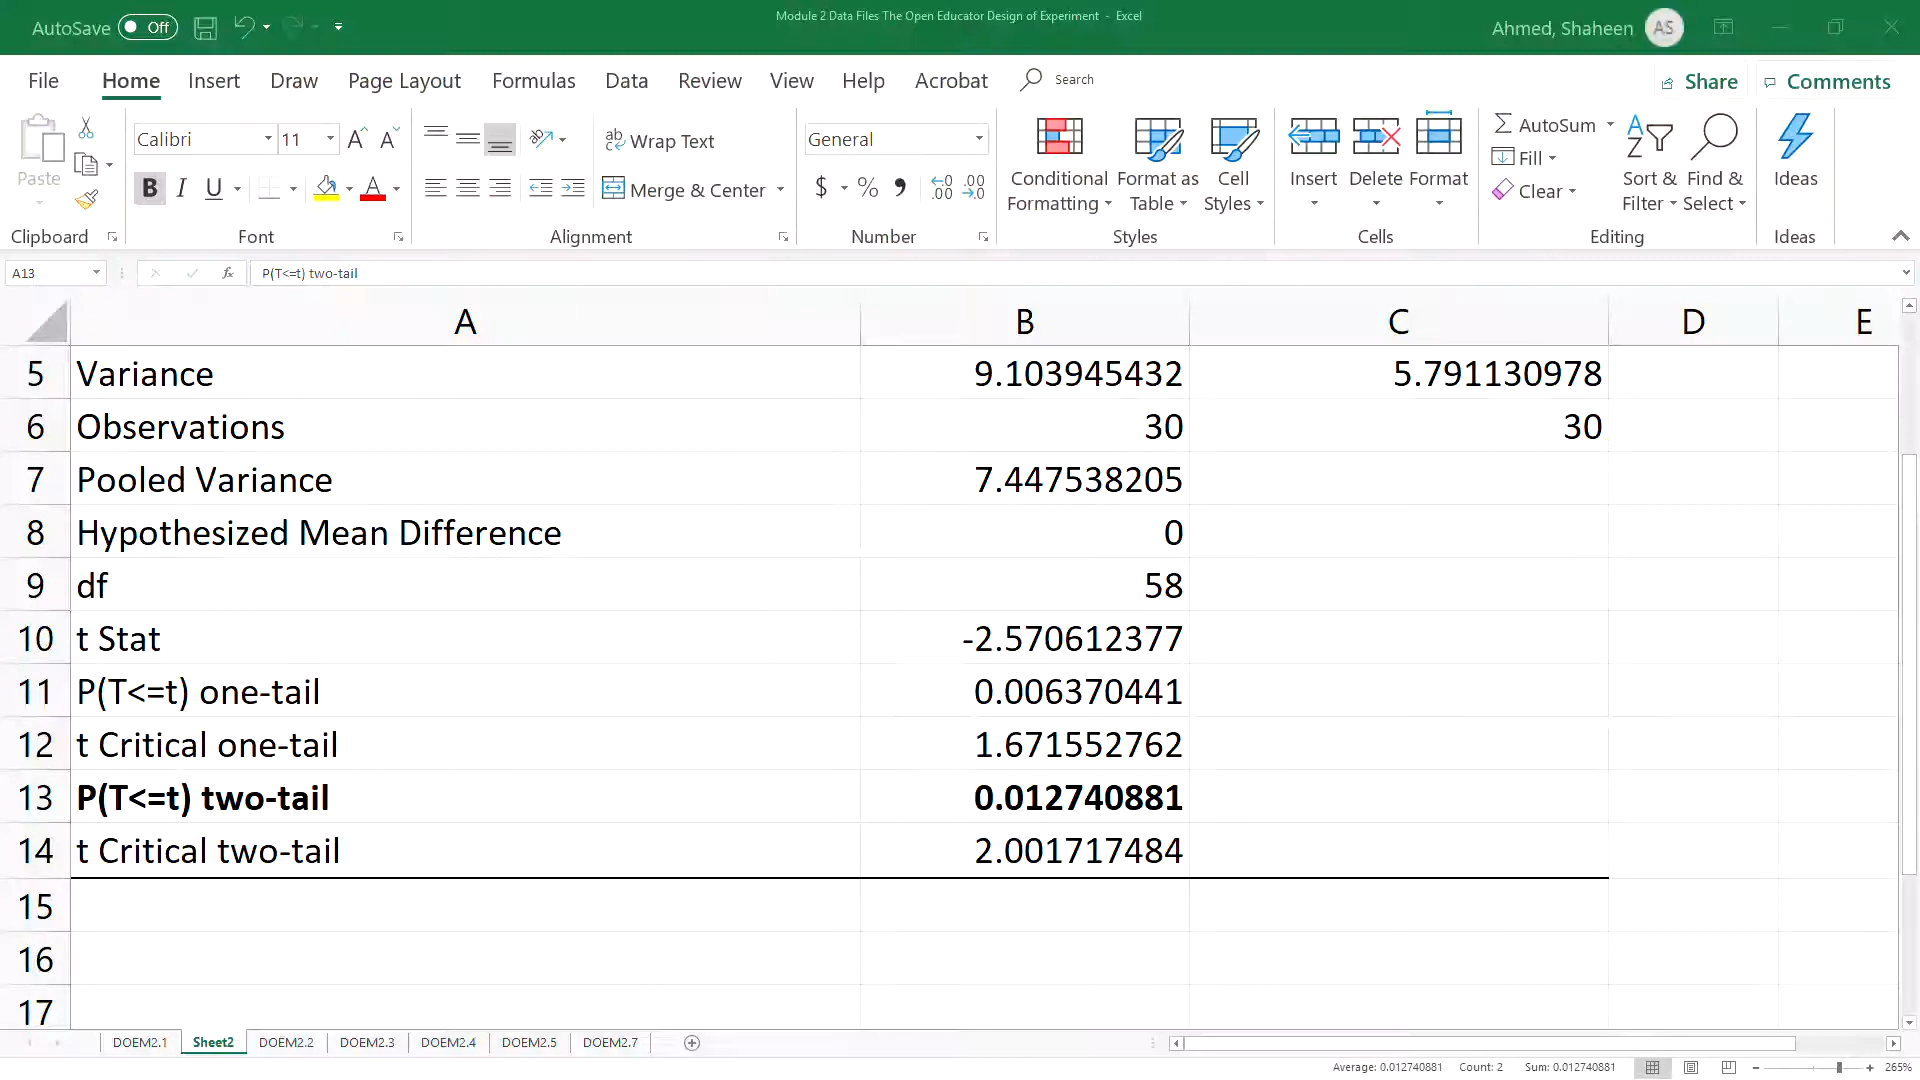 AutoSave Off
Module 2 Data Files The Open Educator Design of Experiment - Excel
Ahmed, Shaheen AS
File Home Insert Draw Page Layout Formulas Data Review View Help Acrobat Search Share Comments
Paste
Clipboard
Calibri 11
B I U
Font
Wrap Text
Merge & Center
Alignment
General
$ % ,
Number
Conditional Formatting
Format as Table
Cell Styles
Styles
Insert Delete Format
Cells
AutoSum
Fill
Clear
Sort & Filter
Find & Select
Editing
Ideas
Ideas
A13 fx P(T<=t) two-tail
A B C D E
5 Variance 9.103945432 5.791130978
6 Observations 30 30
7 Pooled Variance 7.447538205
8 Hypothesized Mean Difference 0
9 df 58
10 t Stat -2.570612377
11 P(T<=t) one-tail 0.006370441
12 t Critical one-tail 1.671552762
13 P(T<=t) two-tail 0.012740881
14 t Critical two-tail 2.001717484
15
16
17
DOEM2.1 Sheet2 DOEM2.2 DOEM2.3 DOEM2.4 DOEM2.5 DOEM2.7
Average: 0.012740881 Count: 2 Sum: 0.012740881 265%